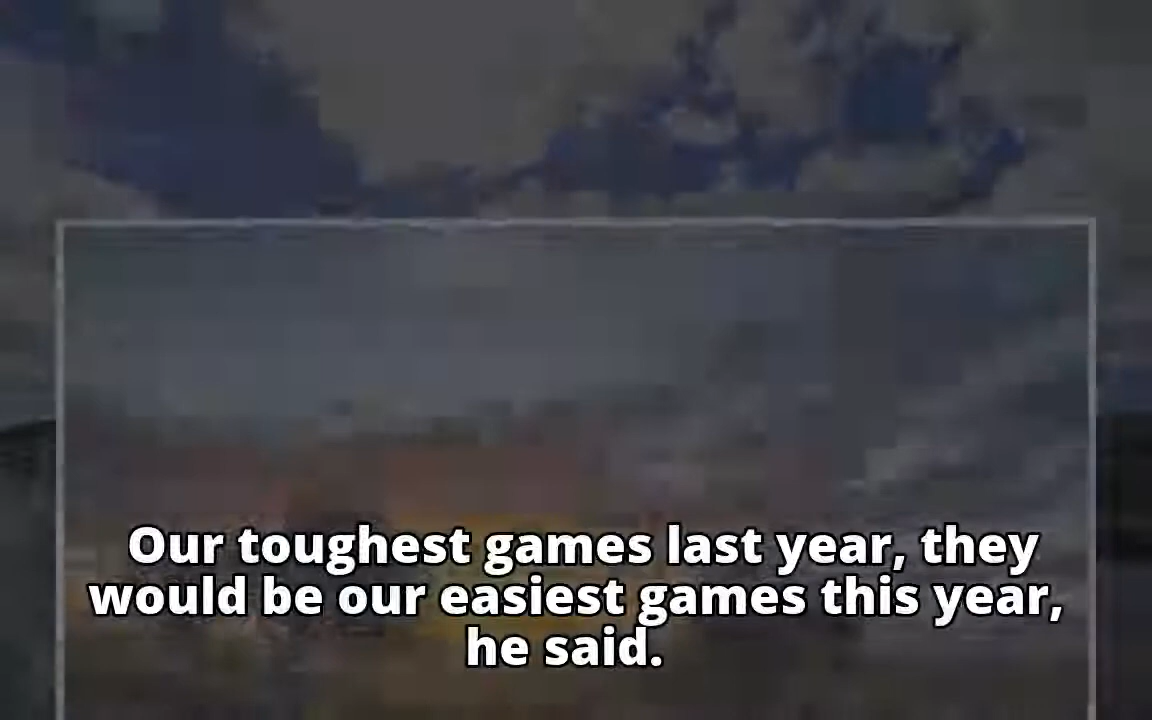 Our toughest games last year, they
would be our easiest games this year,
he said.